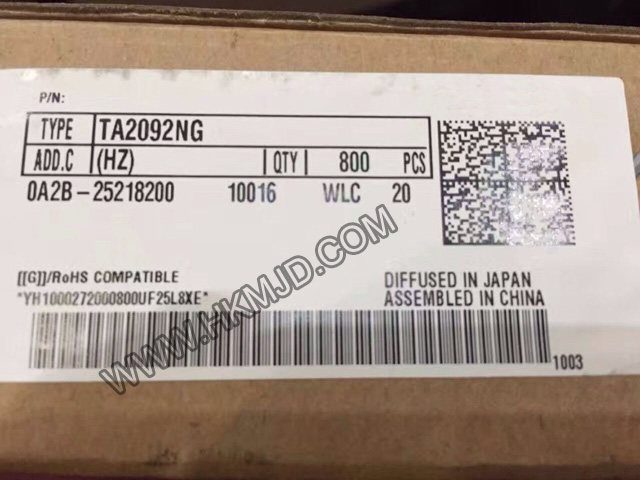 P/N:
TYPE TA2092NG
ADD.C (HZ) QTY 800 PCS
0A2B-25218200 10016 WLC 20
[[G]]/RoHS COMPATIBLE
*YH1000272000800UF25L8XE*
DIFFUSED IN JAPAN
ASSEMBLED IN CHINA
1003
WWW.HKMJD.COM